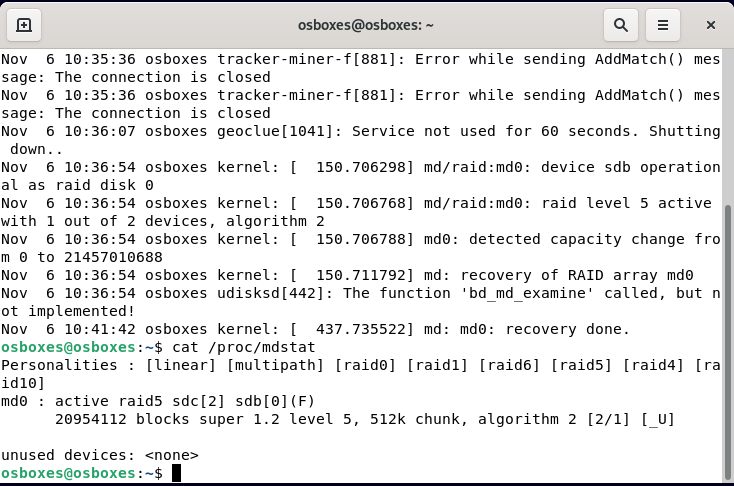 osboxes@osboxes: ~
Nov  6 10:35:36 osboxes tracker-miner-f[881]: Error while sending AddMatch() mes
sage: The connection is closed
Nov  6 10:35:36 osboxes tracker-miner-f[881]: Error while sending AddMatch() mes
sage: The connection is closed
Nov  6 10:36:07 osboxes geoclue[1041]: Service not used for 60 seconds. Shutting
 down..
Nov  6 10:36:54 osboxes kernel: [  150.706298] md/raid:md0: device sdb operation
al as raid disk 0
Nov  6 10:36:54 osboxes kernel: [  150.706768] md/raid:md0: raid level 5 active
with 1 out of 2 devices, algorithm 2
Nov  6 10:36:54 osboxes kernel: [  150.706788] md0: detected capacity change fro
m 0 to 21457010688
Nov  6 10:36:54 osboxes kernel: [  150.711792] md: recovery of RAID array md0
Nov  6 10:36:54 osboxes udisksd[442]: The function 'bd_md_examine' called, but n
ot implemented!
Nov  6 10:41:42 osboxes kernel: [  437.735522] md: md0: recovery done.
osboxes@osboxes:~$ cat /proc/mdstat
Personalities : [linear] [multipath] [raid0] [raid1] [raid6] [raid5] [raid4] [ra
id10]
md0 : active raid5 sdc[2] sdb[0](F)
      20954112 blocks super 1.2 level 5, 512k chunk, algorithm 2 [2/1] [_U]

unused devices: <none>
osboxes@osboxes:~$